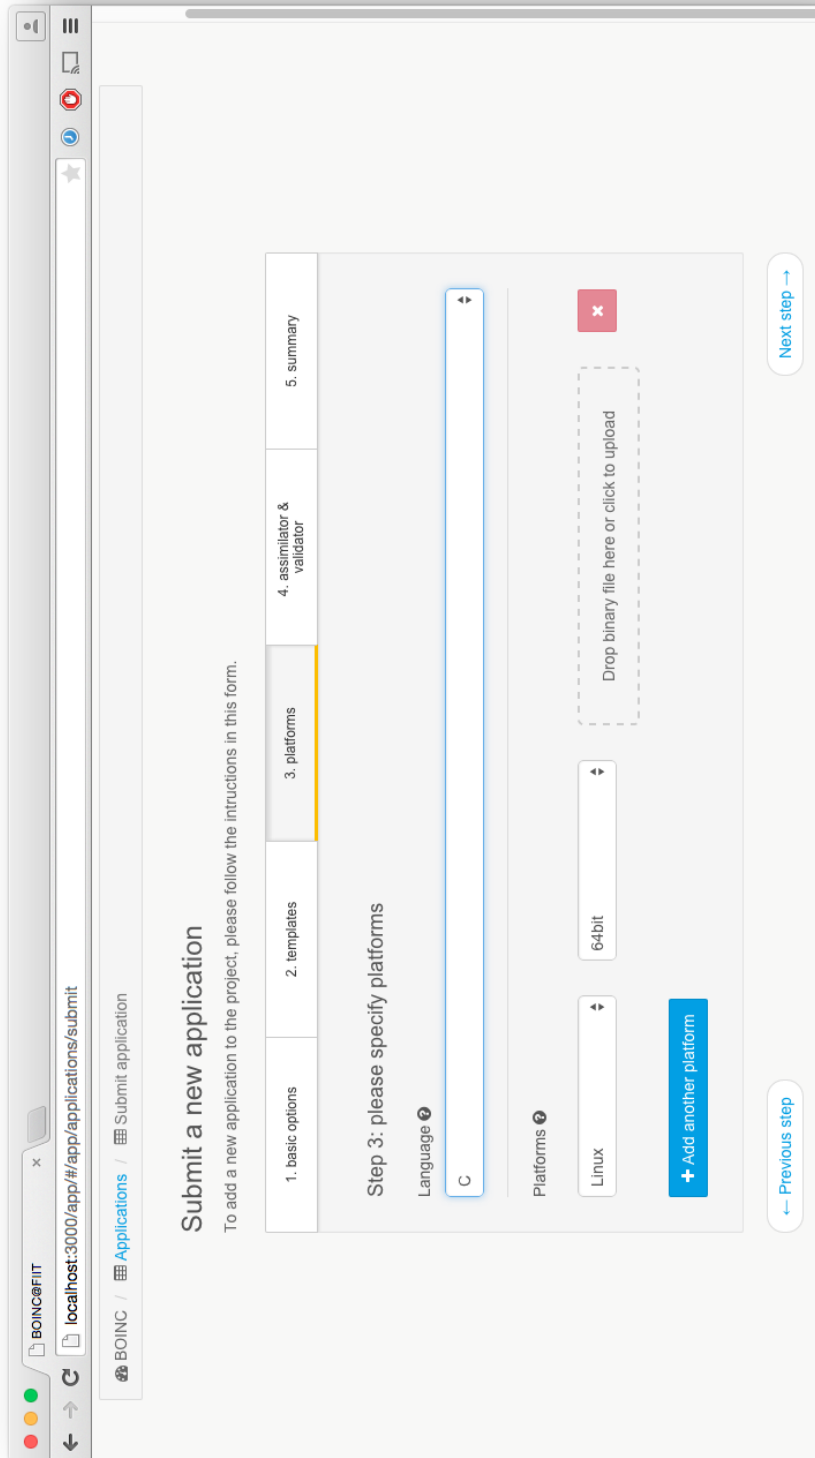 BOINC@FIIT
localhost:3000/app/#/app/applications/submit
BOINC / Applications / Submit application
Submit a new application
To add a new application to the project, please follow the intructions in this form.
1. basic options
2. templates
3. platforms
4. assimilator &
validator
5. summary
Step 3: please specify platforms
Language
C
Platforms
Linux
64bit
Drop binary file here or click to upload
+ Add another platform
← Previous step
Next step →